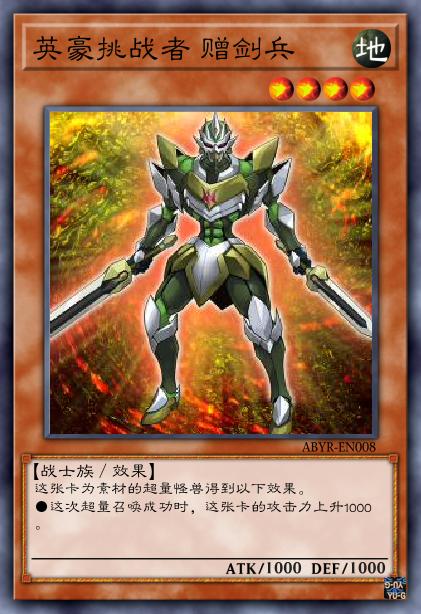 英豪挑战者 赠剑兵
地
ABYR-EN008
【战士族／效果】
这张卡为素材的超量怪兽得到以下效果。
●这次超量召唤成功时，这张卡的攻击力上升1000
。
ATK/1000 DEF/1000